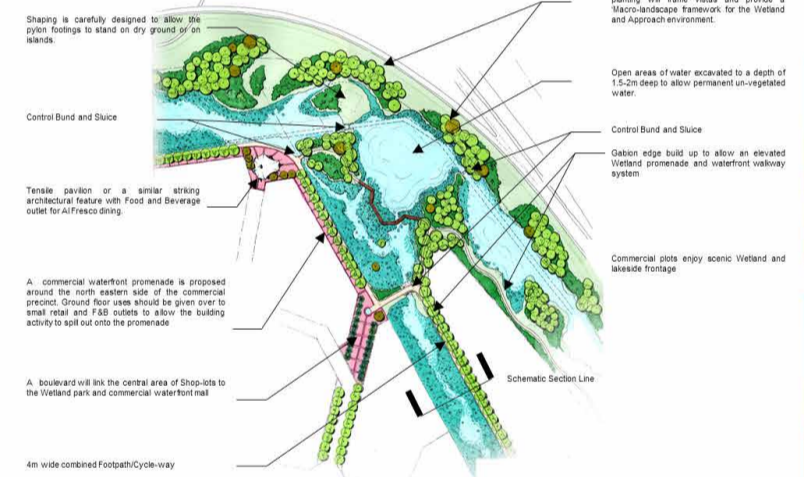 Shaping is carefully designed to allow the
pylon footings to stand on dry ground or on
islands.
Control Bund and Sluice
Tensile pavilion or a similar striking
architectural feature with Food and Beverage
outlet for Al Fresco dining.
A commercial waterfront promenade is proposed
around the north eastern side of the commercial
precinct. Ground floor uses should be given over to
small retail and F&B outlets to allow the building
activity to spill out onto the promenade
A boulevard will link the central area of Shop-lots to
the Wetland park and commercial waterfront mall
4m wide combined Footpath/Cycle-way
planting will frame vistas and provide a
'Macro-landscape framework for the Wetland
and Approach environment.
Open areas of water excavated to a depth of
1.5-2m deep to allow permanent un-vegetated
water.
Control Bund and Sluice
Gabion edge build up to allow an elevated
Wetland promenade and waterfront walkway
system
Commercial plots enjoy scenic Wetland and
lakeside frontage
Schematic Section Line